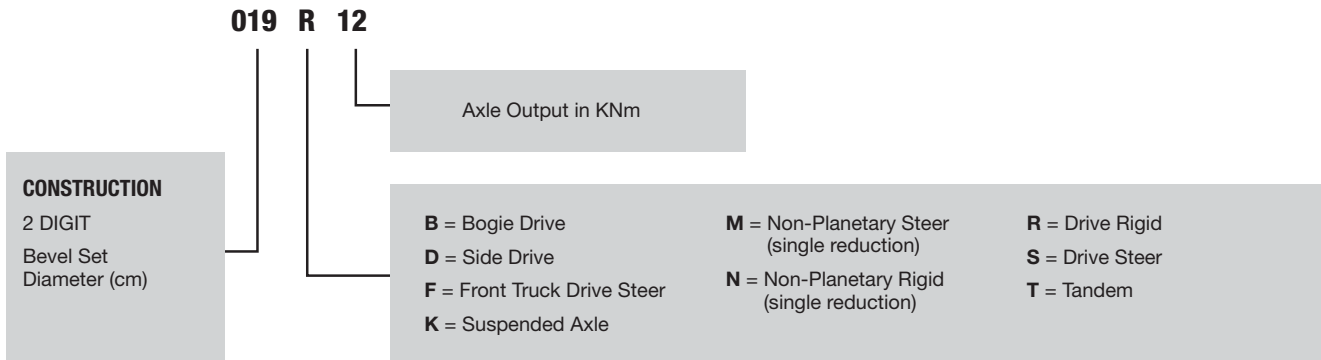 019 R 12
Axle Output in KNm
CONSTRUCTION
2 DIGIT
Bevel Set
Diameter (cm)
B = Bogie Drive
D = Side Drive
F = Front Truck Drive Steer
K = Suspended Axle
M = Non-Planetary Steer
(single reduction)
N = Non-Planetary Rigid
(single reduction)
R = Drive Rigid
S = Drive Steer
T = Tandem